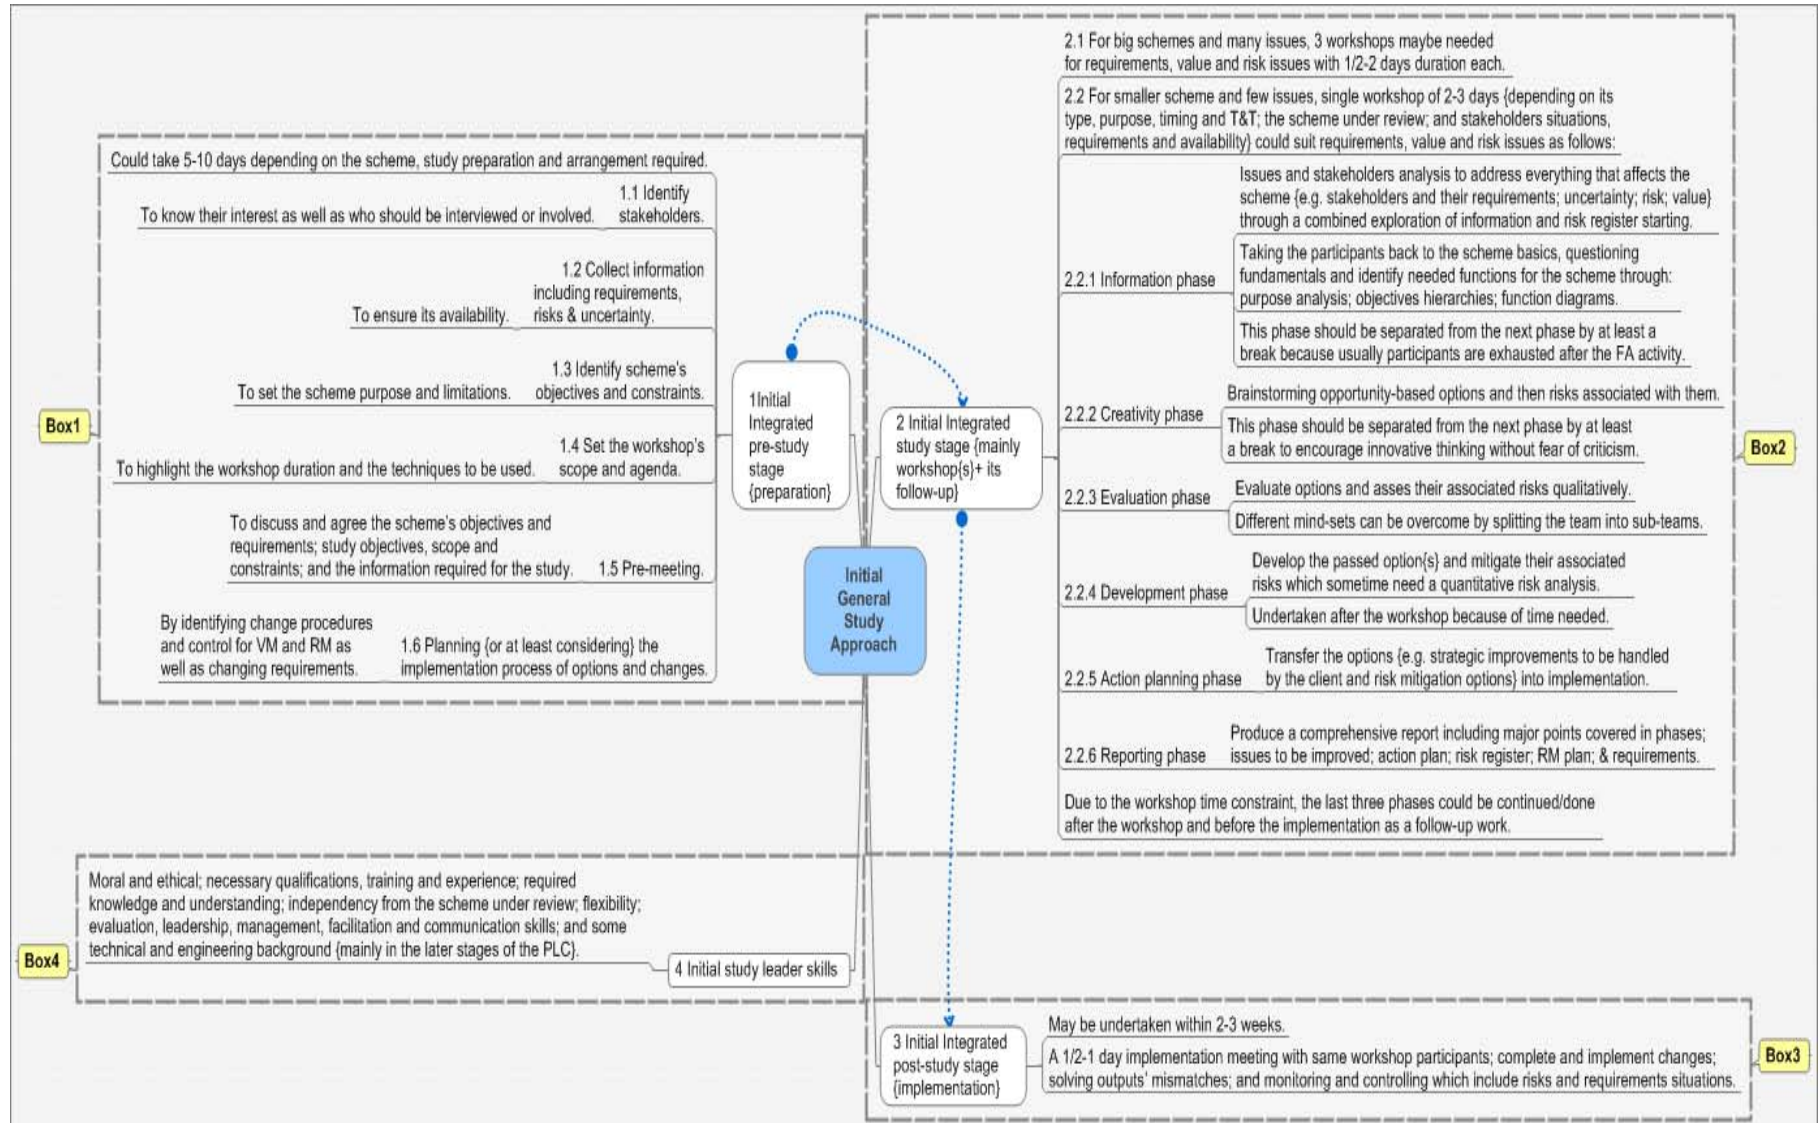 Box1
Could take 5-10 days depending on the scheme, study preparation and arrangement required.
1.1 Identify
stakeholders.
To know their interest as well as who should be interviewed or involved.
1.2 Collect information
including requirements,
risks & uncertainty.
To ensure its availability.
1.3 Identify scheme's
objectives and constraints.
To set the scheme purpose and limitations.
1.4 Set the workshop's
scope and agenda.
To highlight the workshop duration and the techniques to be used.
1.5 Pre-meeting.
To discuss and agree the scheme's objectives and
requirements; study objectives, scope and
constraints; and the information required for the study.
1.6 Planning {or at least considering} the
implementation process of options and changes.
By identifying change procedures
and control for VM and RM as
well as changing requirements.
1Initial
Integrated
pre-study
stage
{preparation}
Initial
General
Study
Approach
2 Initial Integrated
study stage {mainly
workshop{s}+ its
follow-up}
Box2
2.1 For big schemes and many issues, 3 workshops maybe needed
for requirements, value and risk issues with 1/2-2 days duration each.
2.2 For smaller scheme and few issues, single workshop of 2-3 days {depending on its
type, purpose, timing and T&T; the scheme under review; and stakeholders situations,
requirements and availability} could suit requirements, value and risk issues as follows:
2.2.1 Information phase
Issues and stakeholders analysis to address everything that affects the
scheme {e.g. stakeholders and their requirements; uncertainty; risk; value}
through a combined exploration of information and risk register starting.
Taking the participants back to the scheme basics, questioning
fundamentals and identify needed functions for the scheme through:
purpose analysis; objectives hierarchies; function diagrams.
This phase should be separated from the next phase by at least a
break because usually participants are exhausted after the FA activity.
2.2.2 Creativity phase
Brainstorming opportunity-based options and then risks associated with them.
This phase should be separated from the next phase by at least
a break to encourage innovative thinking without fear of criticism.
2.2.3 Evaluation phase
Evaluate options and asses their associated risks qualitatively.
Different mind-sets can be overcome by splitting the team into sub-teams.
2.2.4 Development phase
Develop the passed option{s} and mitigate their associated
risks which sometime need a quantitative risk analysis.
Undertaken after the workshop because of time needed.
2.2.5 Action planning phase
Transfer the options {e.g. strategic improvements to be handled
by the client and risk mitigation options} into implementation.
2.2.6 Reporting phase
Produce a comprehensive report including major points covered in phases;
issues to be improved; action plan; risk register; RM plan; & requirements.
Due to the workshop time constraint, the last three phases could be continued/done
after the workshop and before the implementation as a follow-up work.
3 Initial Integrated
post-study stage
{implementation}
May be undertaken within 2-3 weeks.
A 1/2-1 day implementation meeting with same workshop participants; complete and implement changes;
solving outputs' mismatches; and monitoring and controlling which include risks and requirements situations.
Box3
Box4
Moral and ethical; necessary qualifications, training and experience; required
knowledge and understanding; independency from the scheme under review; flexibility;
evaluation, leadership, management, facilitation and communication skills; and some
technical and engineering background {mainly in the later stages of the PLC}.
4 Initial study leader skills